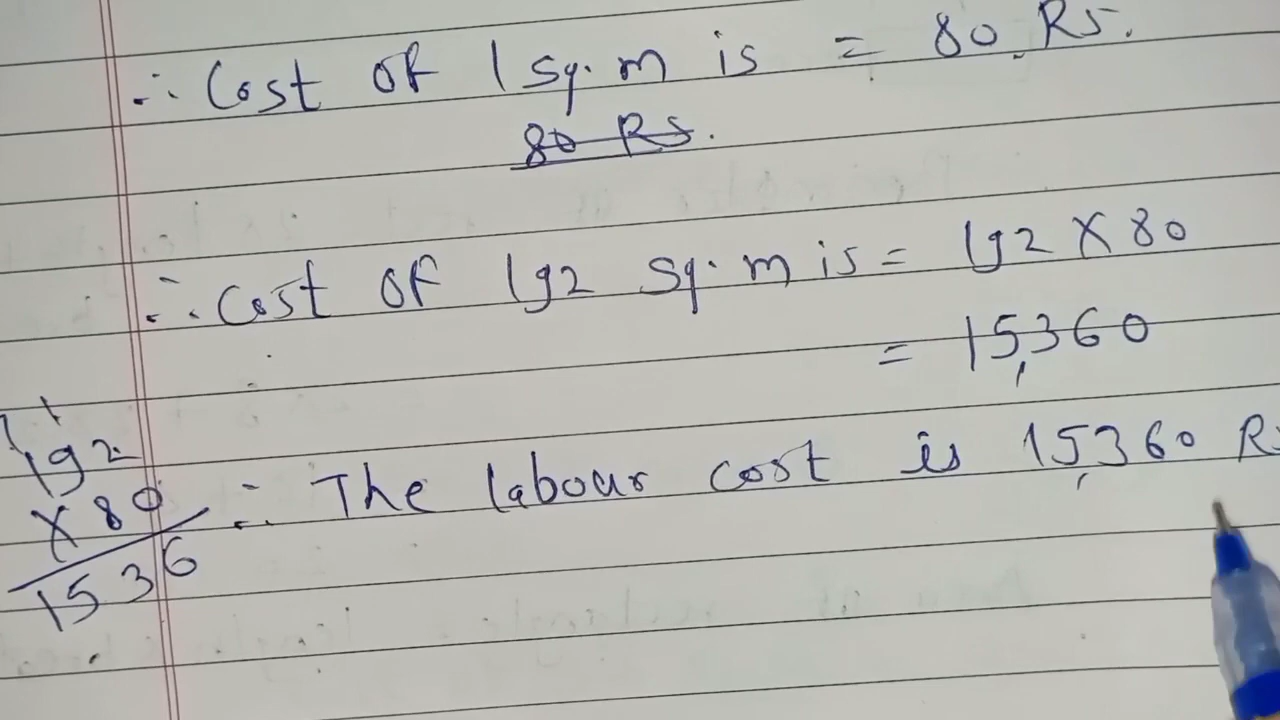 ∴ Cost of 1 sq.m is = 80 Rs.
80 Rs.
∴ Cost of 192 sq.m is = 192 X 80
= 15,360
∴ The labour cost is 15,360 Rs
192
X 80
1536